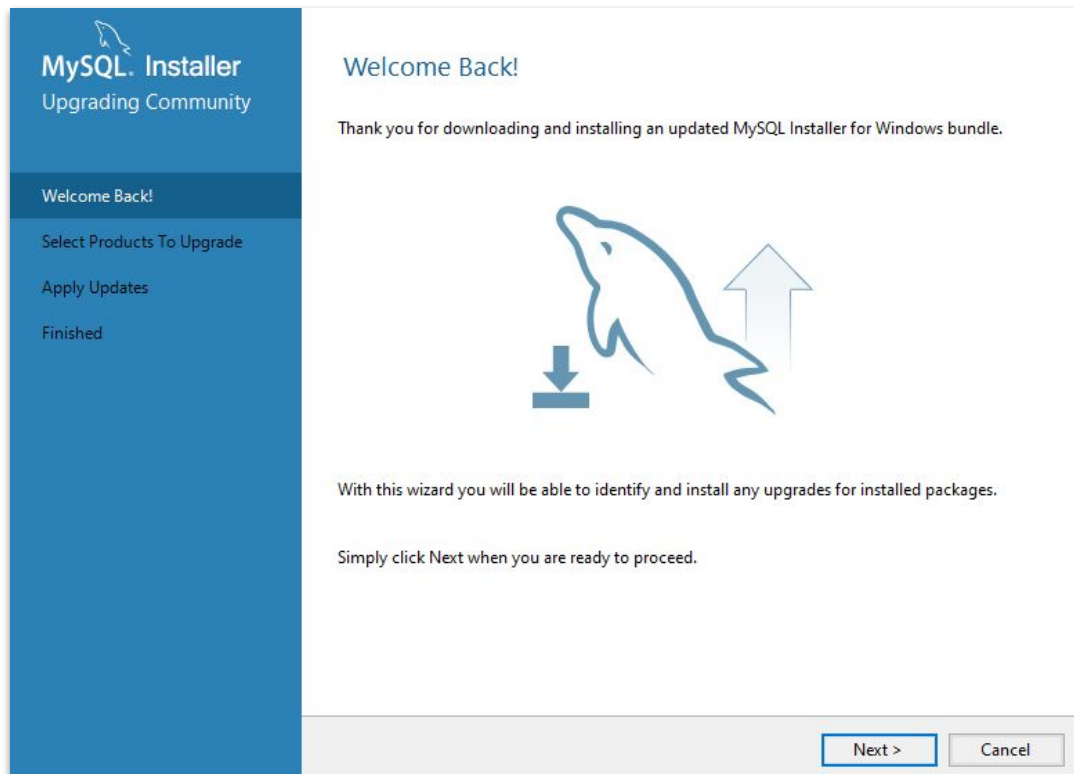 MySQL. Installer
Upgrading Community
Welcome Back!
Select Products To Upgrade
Apply Updates
Finished
Welcome Back!
Thank you for downloading and installing an updated MySQL Installer for Windows bundle.
With this wizard you will be able to identify and install any upgrades for installed packages.
Simply click Next when you are ready to proceed.
Next >
Cancel